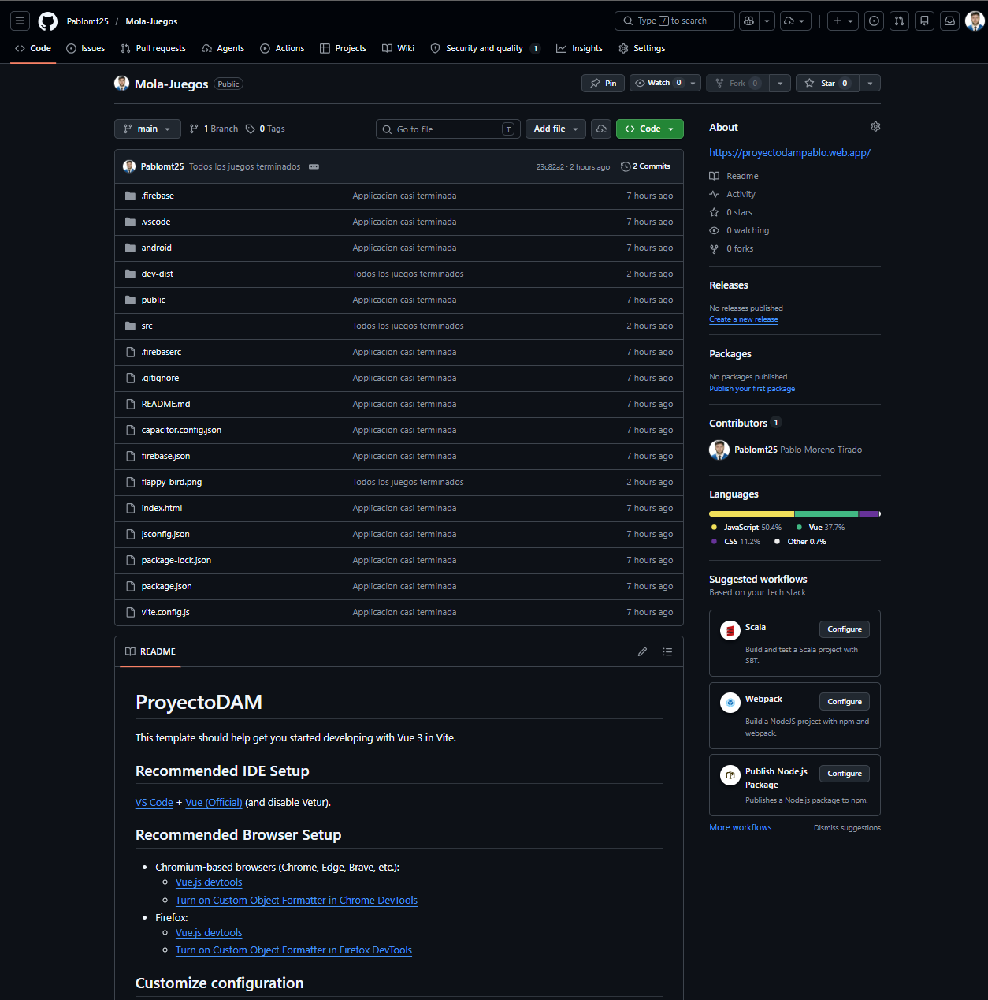 Pablomt25 / Mola-Juegos
Type / to search
Code Issues Pull requests Agents Actions Projects Wiki Security and quality 1 Insights Settings
Mola-Juegos Public
Pin Watch 0 Fork 0 Star 0
main 1 Branch 0 Tags
Go to file T Add file Code
Pablomt25 Todos los juegos terminados 23c82a2 · 2 hours ago 2 Commits
.firebase Applicacion casi terminada 7 hours ago
.vscode Applicacion casi terminada 7 hours ago
android Applicacion casi terminada 7 hours ago
dev-dist Todos los juegos terminados 2 hours ago
public Applicacion casi terminada 7 hours ago
src Todos los juegos terminados 2 hours ago
.firebaserc Applicacion casi terminada 7 hours ago
.gitignore Applicacion casi terminada 7 hours ago
README.md Applicacion casi terminada 7 hours ago
capacitor.config.json Applicacion casi terminada 7 hours ago
firebase.json Applicacion casi terminada 7 hours ago
flappy-bird.png Todos los juegos terminados 2 hours ago
index.html Applicacion casi terminada 7 hours ago
jsconfig.json Applicacion casi terminada 7 hours ago
package-lock.json Applicacion casi terminada 7 hours ago
package.json Applicacion casi terminada 7 hours ago
vite.config.js Applicacion casi terminada 7 hours ago
README
ProyectoDAM
This template should help get you started developing with Vue 3 in Vite.
Recommended IDE Setup
VS Code + Vue (Official) (and disable Vetur).
Recommended Browser Setup
Chromium-based browsers (Chrome, Edge, Brave, etc.):
Vue.js devtools
Turn on Custom Object Formatter in Chrome DevTools
Firefox:
Vue.js devtools
Turn on Custom Object Formatter in Firefox DevTools
Customize configuration
About
https://proyectodampablo.web.app/
Readme
Activity
0 stars
0 watching
0 forks
Releases
No releases published
Create a new release
Packages
No packages published
Publish your first package
Contributors 1
Pablomt25 Pablo Moreno Tirado
Languages
JavaScript 50.4% Vue 37.7%
CSS 11.2% Other 0.7%
Suggested workflows
Based on your tech stack
Scala Configure
Build and test a Scala project with
SBT.
Webpack Configure
Build a NodeJS project with npm and
webpack.
Publish Node.js Configure
Package
Publishes a Node.js package to npm.
More workflows Dismiss suggestions